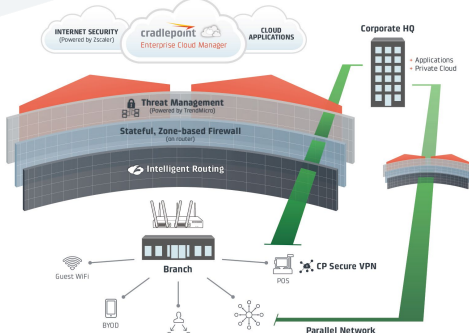 INTERNET SECURITY
(Powered by Zscaler)
cradlepoint
Enterprise Cloud Manager
CLOUD
APPLICATIONS
Corporate HQ
• Applications
• Private Cloud
Threat Management
(Powered by TrendMicro)
Stateful, Zone-based Firewall
(on router)
Intelligent Routing
Branch
Guest WiFi
POS
CP Secure VPN
BYOD
Parallel Network